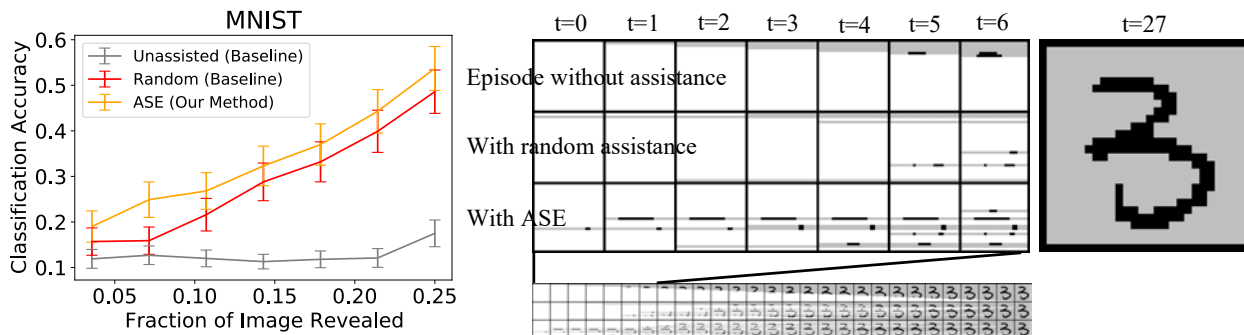 MNIST
Classification Accuracy
0.6
0.5
0.4
0.3
0.2
0.1
Unassisted (Baseline)
Random (Baseline)
ASE (Our Method)
0.05 0.10 0.15 0.20 0.25
Fraction of Image Revealed
t=0 t=1 t=2 t=3 t=4 t=5 t=6 t=27
Episode without assistance
With random assistance
With ASE
3